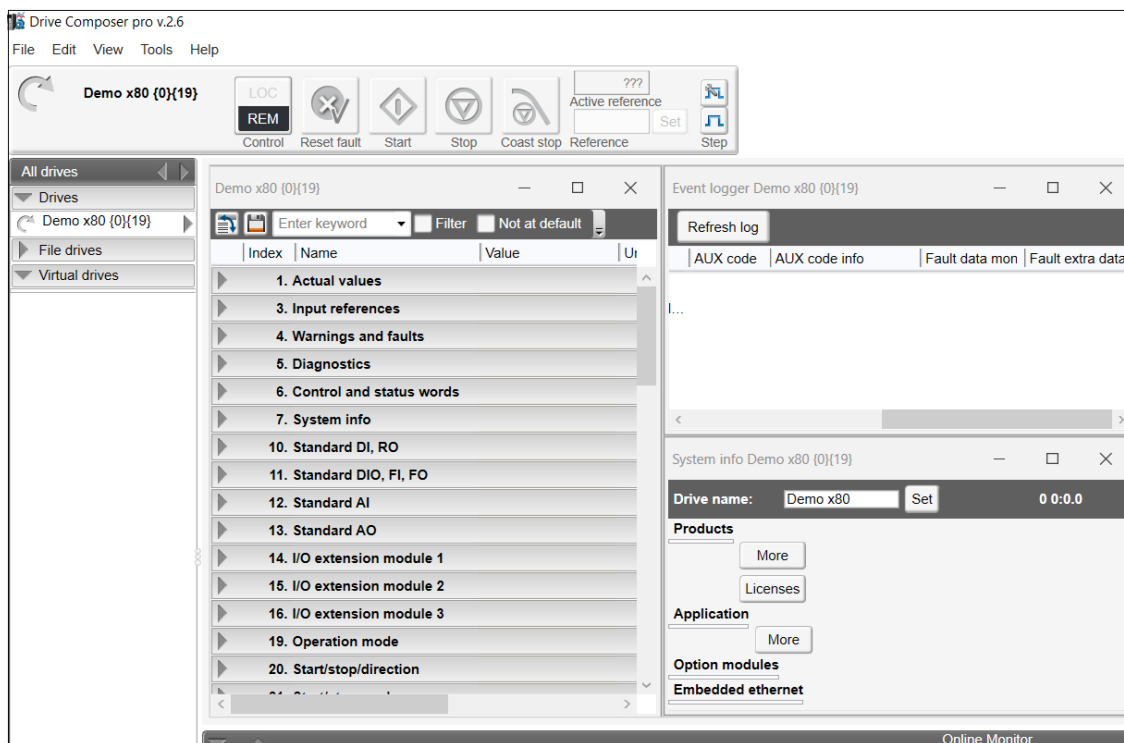 Drive Composer pro v.2.6
File Edit View Tools Help
Demo x80 {0}{19}
LOC
REM
Control
Reset fault
Start
Stop
Coast stop
???
Active reference
Set
Reference
Step
All drives
Drives
Demo x80 {0}{19}
File drives
Virtual drives
Demo x80 {0}{19}
Enter keyword Filter Not at default
Index Name Value Ur
1. Actual values
3. Input references
4. Warnings and faults
5. Diagnostics
6. Control and status words
7. System info
10. Standard DI, RO
11. Standard DIO, FI, FO
12. Standard AI
13. Standard AO
14. I/O extension module 1
15. I/O extension module 2
16. I/O extension module 3
19. Operation mode
20. Start/stop/direction
Event logger Demo x80 {0}{19}
Refresh log
AUX code AUX code info Fault data mon Fault extra data
l...
System info Demo x80 {0}{19}
Drive name: Demo x80 Set 0 0:0.0
Products
More
Licenses
Application
More
Option modules
Embedded ethernet
Online Monitor